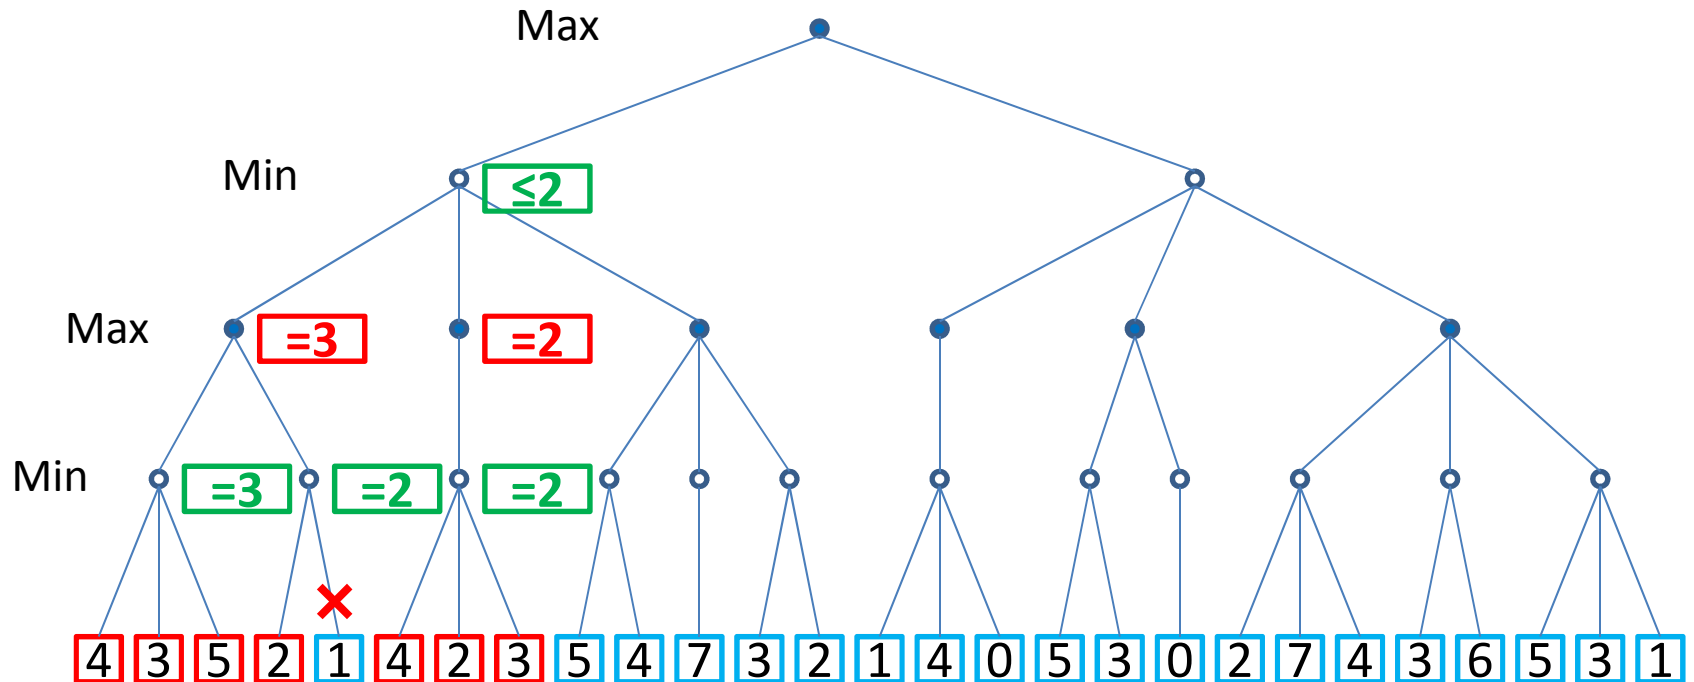 Max
Min ≤2
Max =3 =2
Min =3 =2 =2
4 3 5 2 1 4 2 3 5 4 7 3 2 1 4 0 5 3 0 2 7 4 3 6 5 3 1